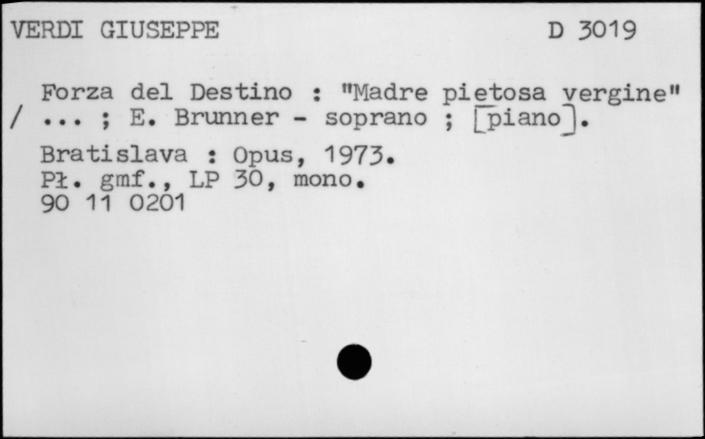 VERDI GIUSEPPE D 3019
Forza del Destino : "Madre pietosa vergine"
/ ... ; E. Brunner - soprano ; [piano].
Bratislava : Opus, 1973.
Pł. gmf., LP 30, mono.
90 11 0201